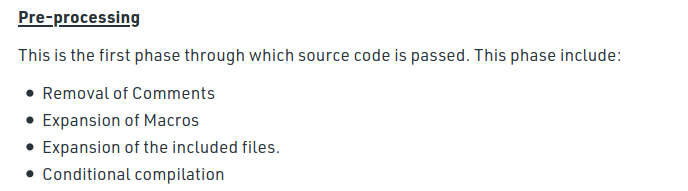 Pre-processing
This is the first phase through which source code is passed. This phase include:
• Removal of Comments
• Expansion of Macros
• Expansion of the included files.
• Conditional compilation